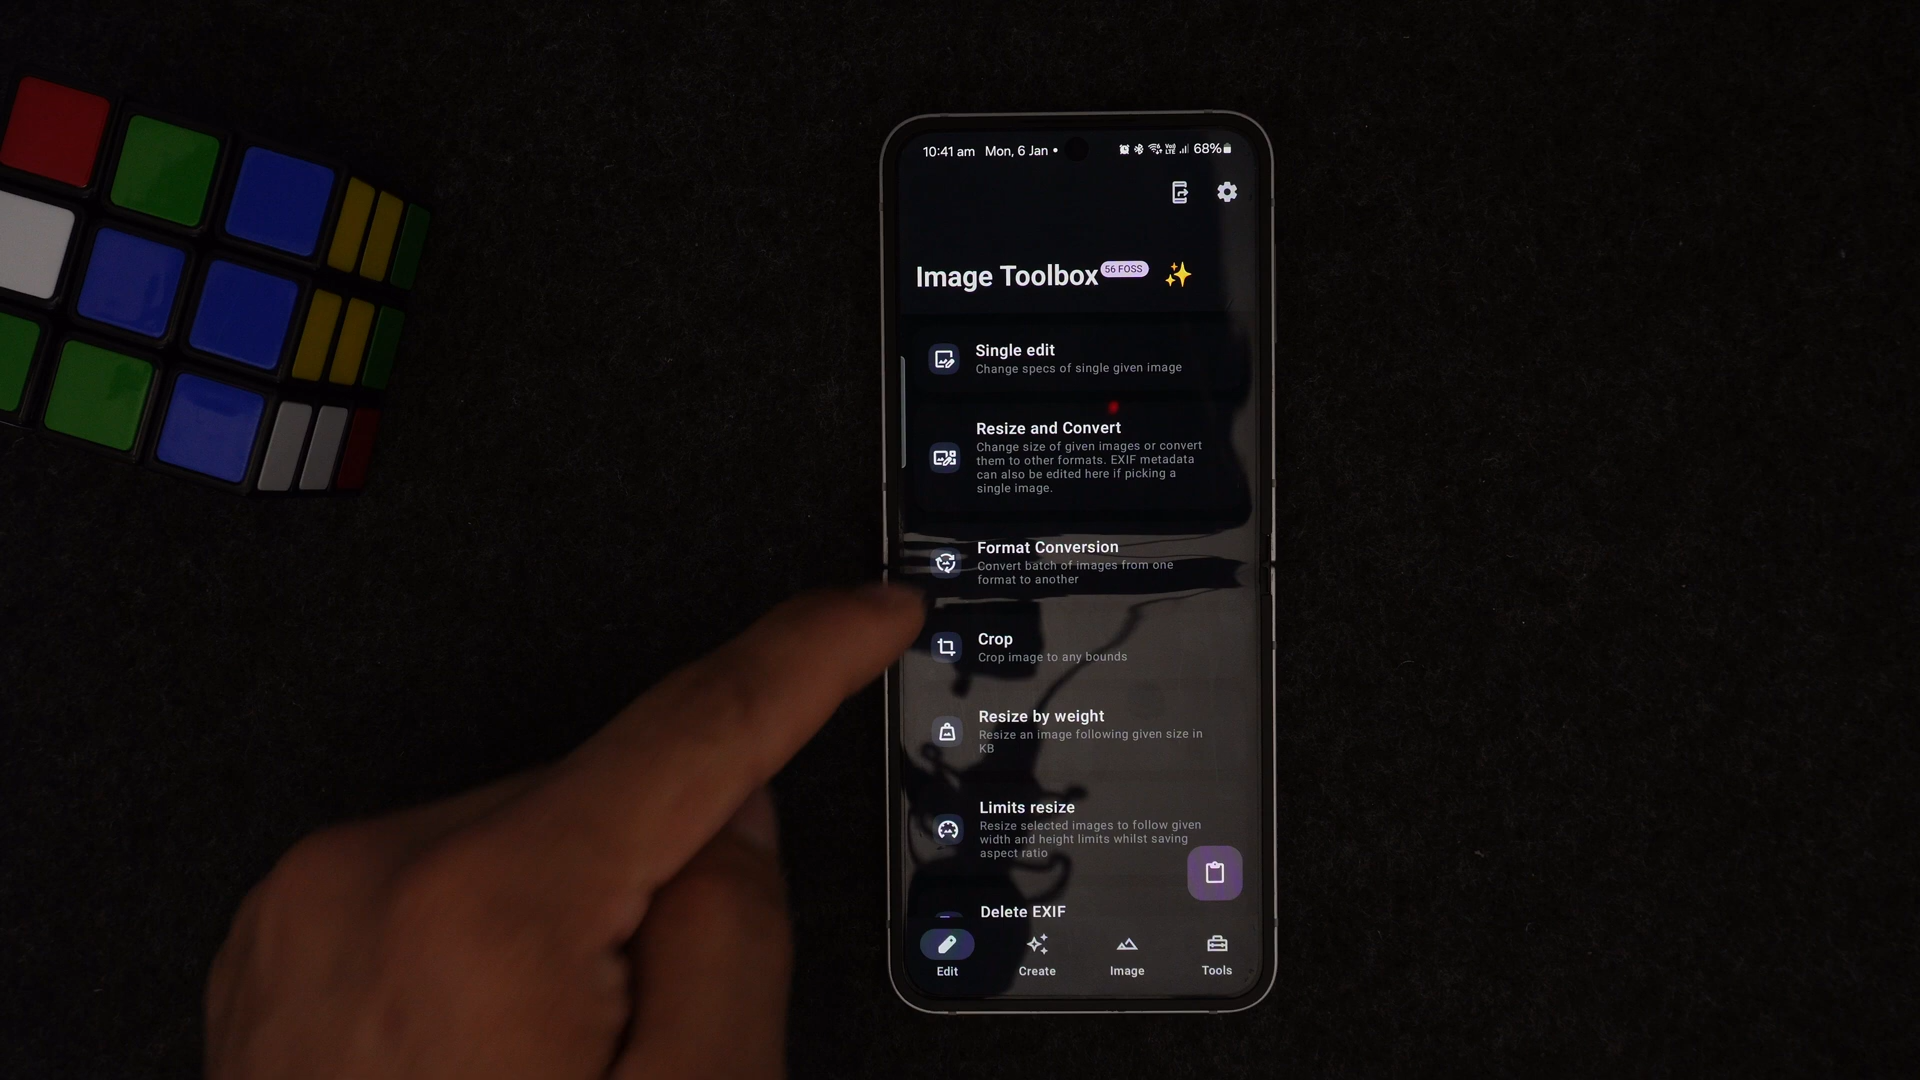 10:41 am Mon, 6 Jan • 68%
Image Toolbox 56 FOSS
Single edit
Change specs of single given image
Resize and Convert
Change size of given images or convert
them to other formats. EXIF metadata
can also be edited here if picking a
single image.
Format Conversion
Convert batch of images from one
format to another
Crop
Crop image to any bounds
Resize by weight
Resize an image following given size in
KB
Limits resize
Resize selected images to follow given
width and height limits whilst saving
aspect ratio
Delete EXIF
Edit Create Image Tools